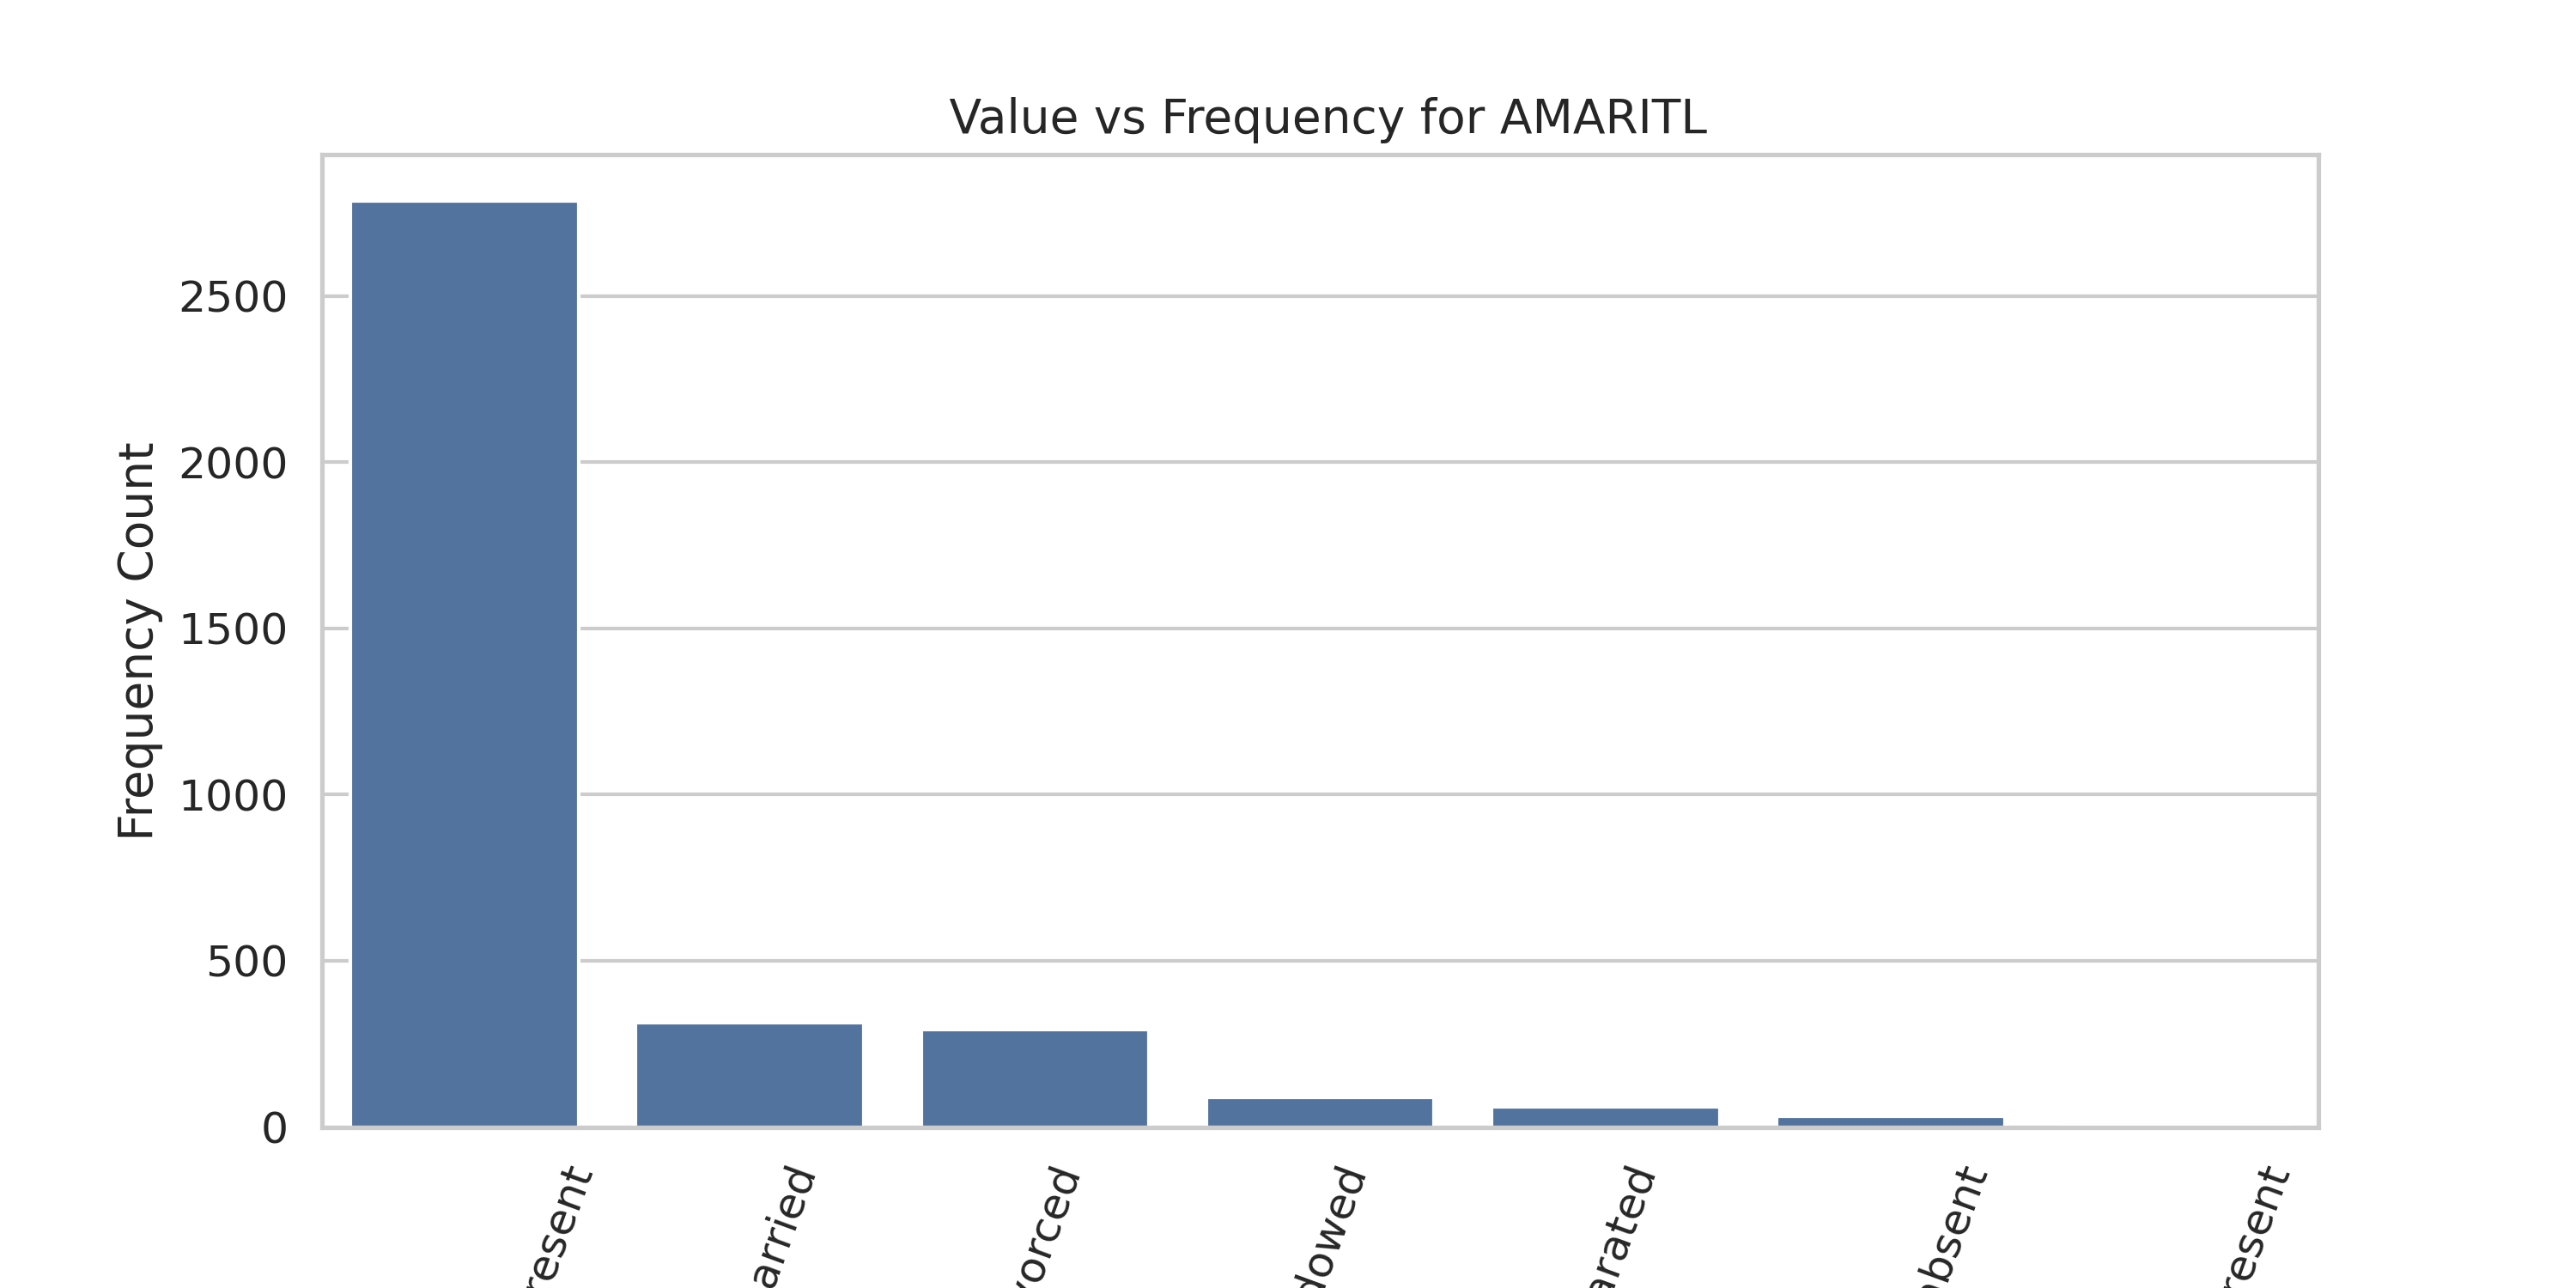 Value vs Frequency for AMARITL
Frequency Count
2500
2000
1500
1000
500
0
resent
arried
vorced
dowed
arated
absent
resent